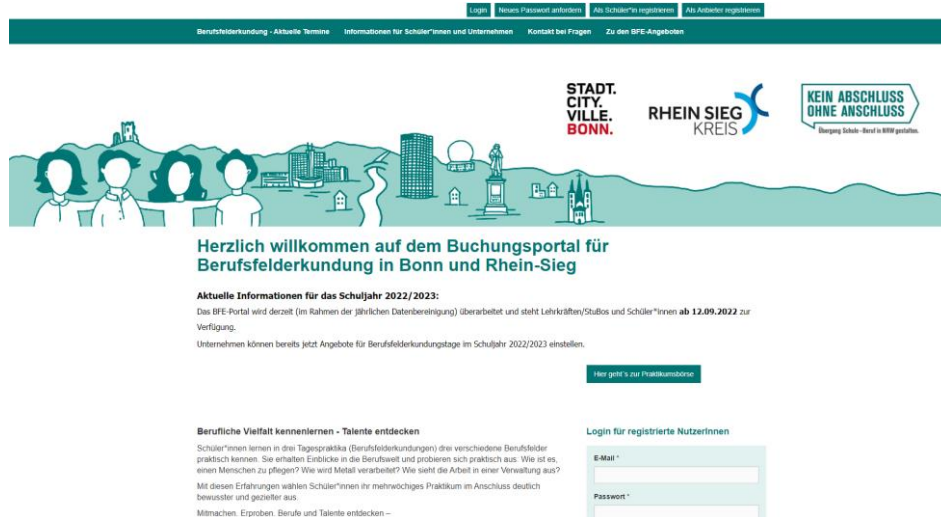 Login Neues Passwort anfordern Als Schüler*in registrieren Als Anbieter registrieren
Berufsfelderkundung - Aktuelle Termine Informationen für Schüler*innen und Unternehmen Kontakt bei Fragen Zu den BFE-Angeboten
STADT.
CITY.
VILLE.
BONN.
RHEIN SIEG
KREIS
KEIN ABSCHLUSS
OHNE ANSCHLUSS
Übergang Schule - Beruf in NRW gestalten.
Herzlich willkommen auf dem Buchungsportal für
Berufsfelderkundung in Bonn und Rhein-Sieg
Aktuelle Informationen für das Schuljahr 2022/2023:
Das BFE-Portal wird derzeit (im Rahmen der jährlichen Datenbereinigung) überarbeitet und steht Lehrkräften/StuBos und Schüler*innen ab 12.09.2022 zur
Verfügung.
Unternehmen können bereits jetzt Angebote für Berufsfelderkundungstage im Schuljahr 2022/2023 einstellen.
Hier geht´s zur Praktikumsbörse
Berufliche Vielfalt kennenlernen - Talente entdecken
Schüler*innen lernen in drei Tagespraktika (Berufsfelderkundungen) drei verschiedene Berufsfelder
praktisch kennen. Sie erhalten Einblicke in die Berufswelt und probieren sich praktisch aus: Wie ist es,
einen Menschen zu pflegen? Wie wird Metall verarbeitet? Wie sieht die Arbeit in einer Verwaltung aus?
Mit diesen Erfahrungen wählen Schüler*innen ihr mehrwöchiges Praktikum im Anschluss deutlich
bewusster und gezielter aus.
Mitmachen. Erproben. Berufe und Talente entdecken –
Login für registrierte NutzerInnen
E-Mail *
Passwort *